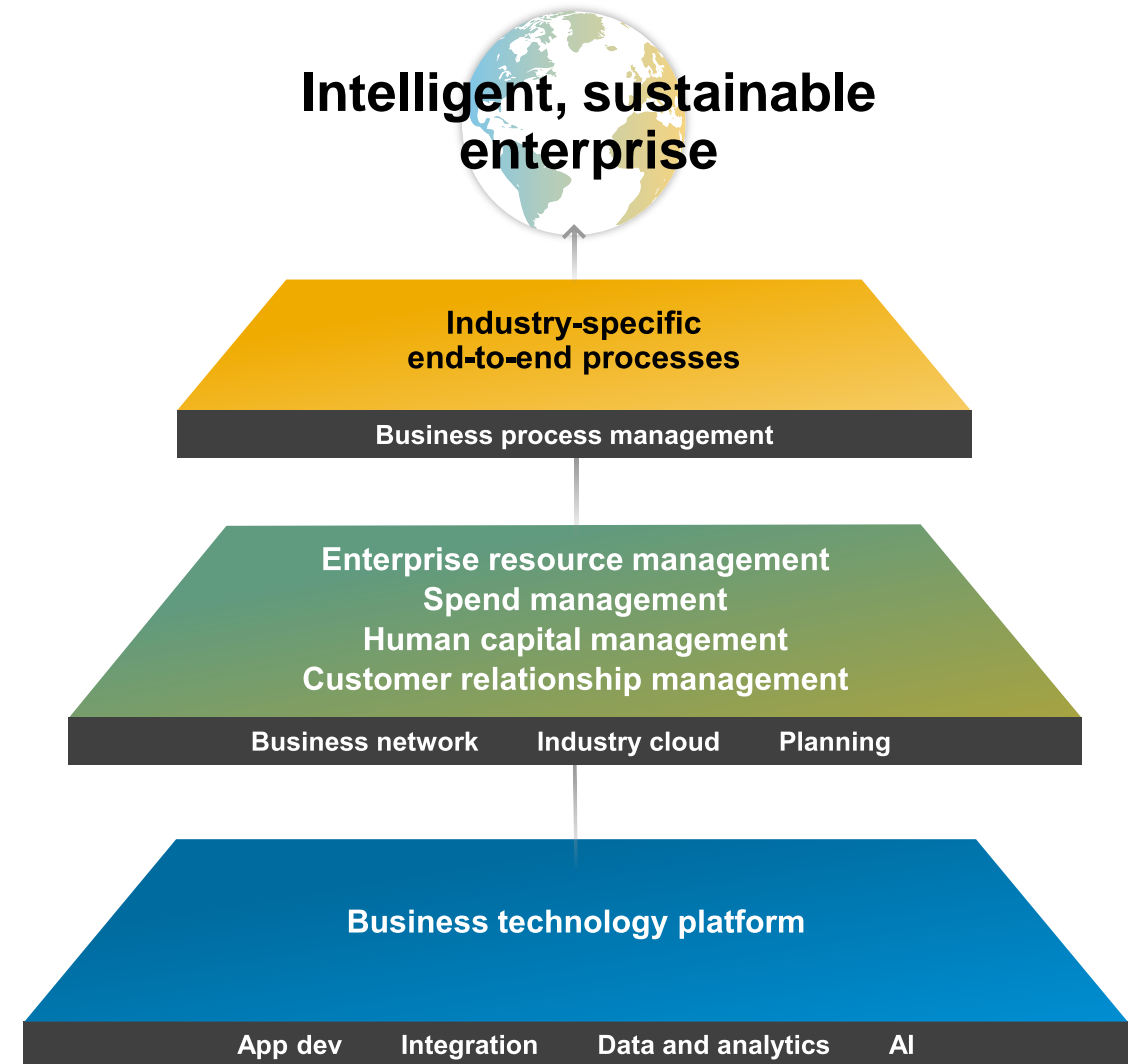 Intelligent, sustainable
enterprise
Industry-specific
end-to-end processes
Business process management
Enterprise resource management
Spend management
Human capital management
Customer relationship management
Business network Industry cloud Planning
Business technology platform
App dev Integration Data and analytics AI